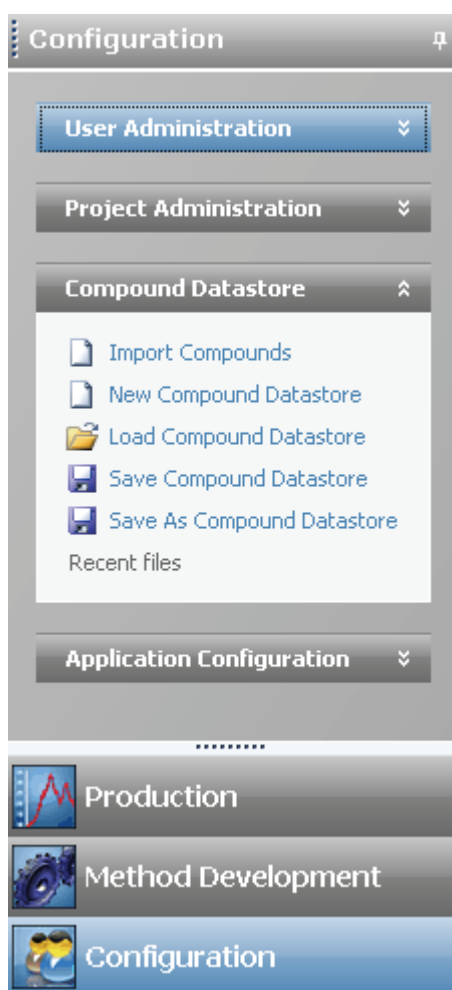 Configuration
User Administration
Project Administration
Compound Datastore
Import Compounds
New Compound Datastore
Load Compound Datastore
Save Compound Datastore
Save As Compound Datastore
Recent files
Application Configuration
Production
Method Development
Configuration